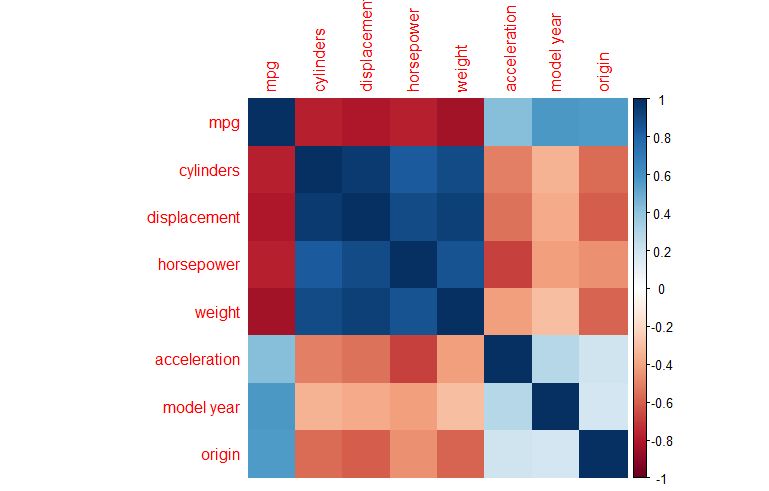 mpg
cylinders
displacement
horsepower
weight
acceleration
model year
origin
mpg
cylinders
displacement
horsepower
weight
acceleration
model year
origin
1
0.8
0.6
0.4
0.2
0
-0.2
-0.4
-0.6
-0.8
-1